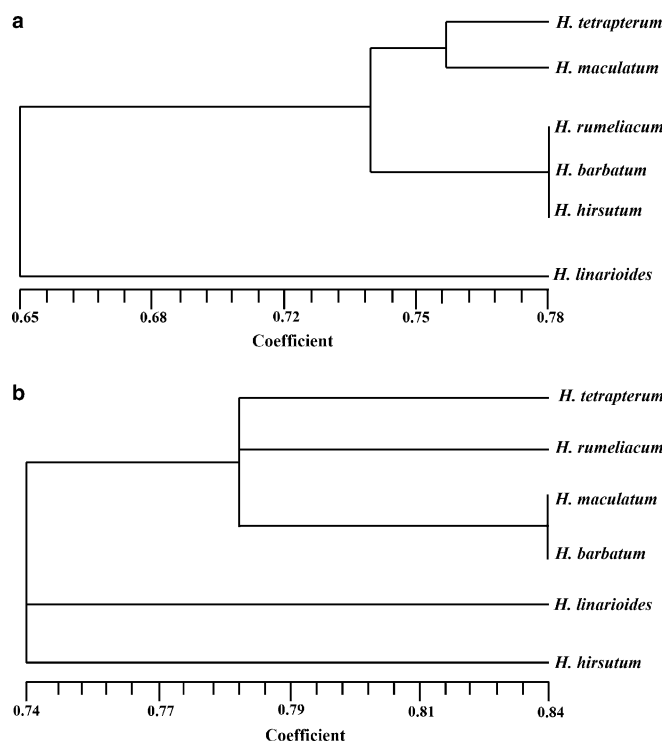 a
H. tetrapterum
H. maculatum
H. rumeliacum
H. barbatum
H. hirsutum
H. linarioides
0.65 0.68 0.72 0.75 0.78
Coefficient
b
H. tetrapterum
H. rumeliacum
H. maculatum
H. barbatum
H. linarioides
H. hirsutum
0.74 0.77 0.79 0.81 0.84
Coefficient